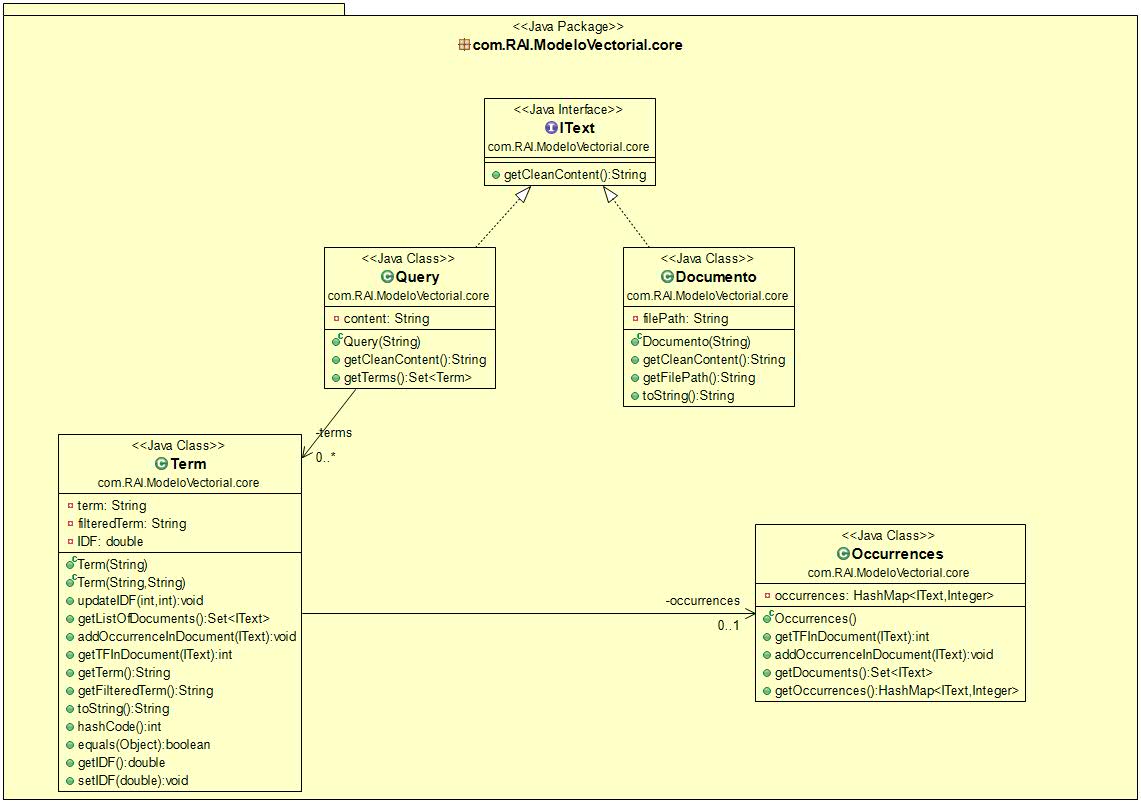 <<Java Package>>
com.RAI.ModeloVectorial.core
<<Java Interface>>
IText
com.RAI.ModeloVectorial.core
getCleanContent():String
<<Java Class>>
Query
com.RAI.ModeloVectorial.core
content: String
Query(String)
getCleanContent():String
getTerms():Set<Term>
<<Java Class>>
Documento
com.RAI.ModeloVectorial.core
filePath: String
Documento(String)
getCleanContent():String
getFilePath():String
toString():String
-terms
0..*
<<Java Class>>
Term
com.RAI.ModeloVectorial.core
term: String
filteredTerm: String
IDF: double
Term(String)
Term(String,String)
updateIDF(int,int):void
getListOfDocuments():Set<IText>
addOccurrenceInDocument(IText):void
getTFInDocument(IText):int
getTerm():String
getFilteredTerm():String
toString():String
hashCode():int
equals(Object):boolean
getIDF():double
setIDF(double):void
-occurrences
0..1
<<Java Class>>
Occurrences
com.RAI.ModeloVectorial.core
occurrences: HashMap<IText,Integer>
Occurrences()
getTFInDocument(IText):int
addOccurrenceInDocument(IText):void
getDocuments():Set<IText>
getOccurrences():HashMap<IText,Integer>